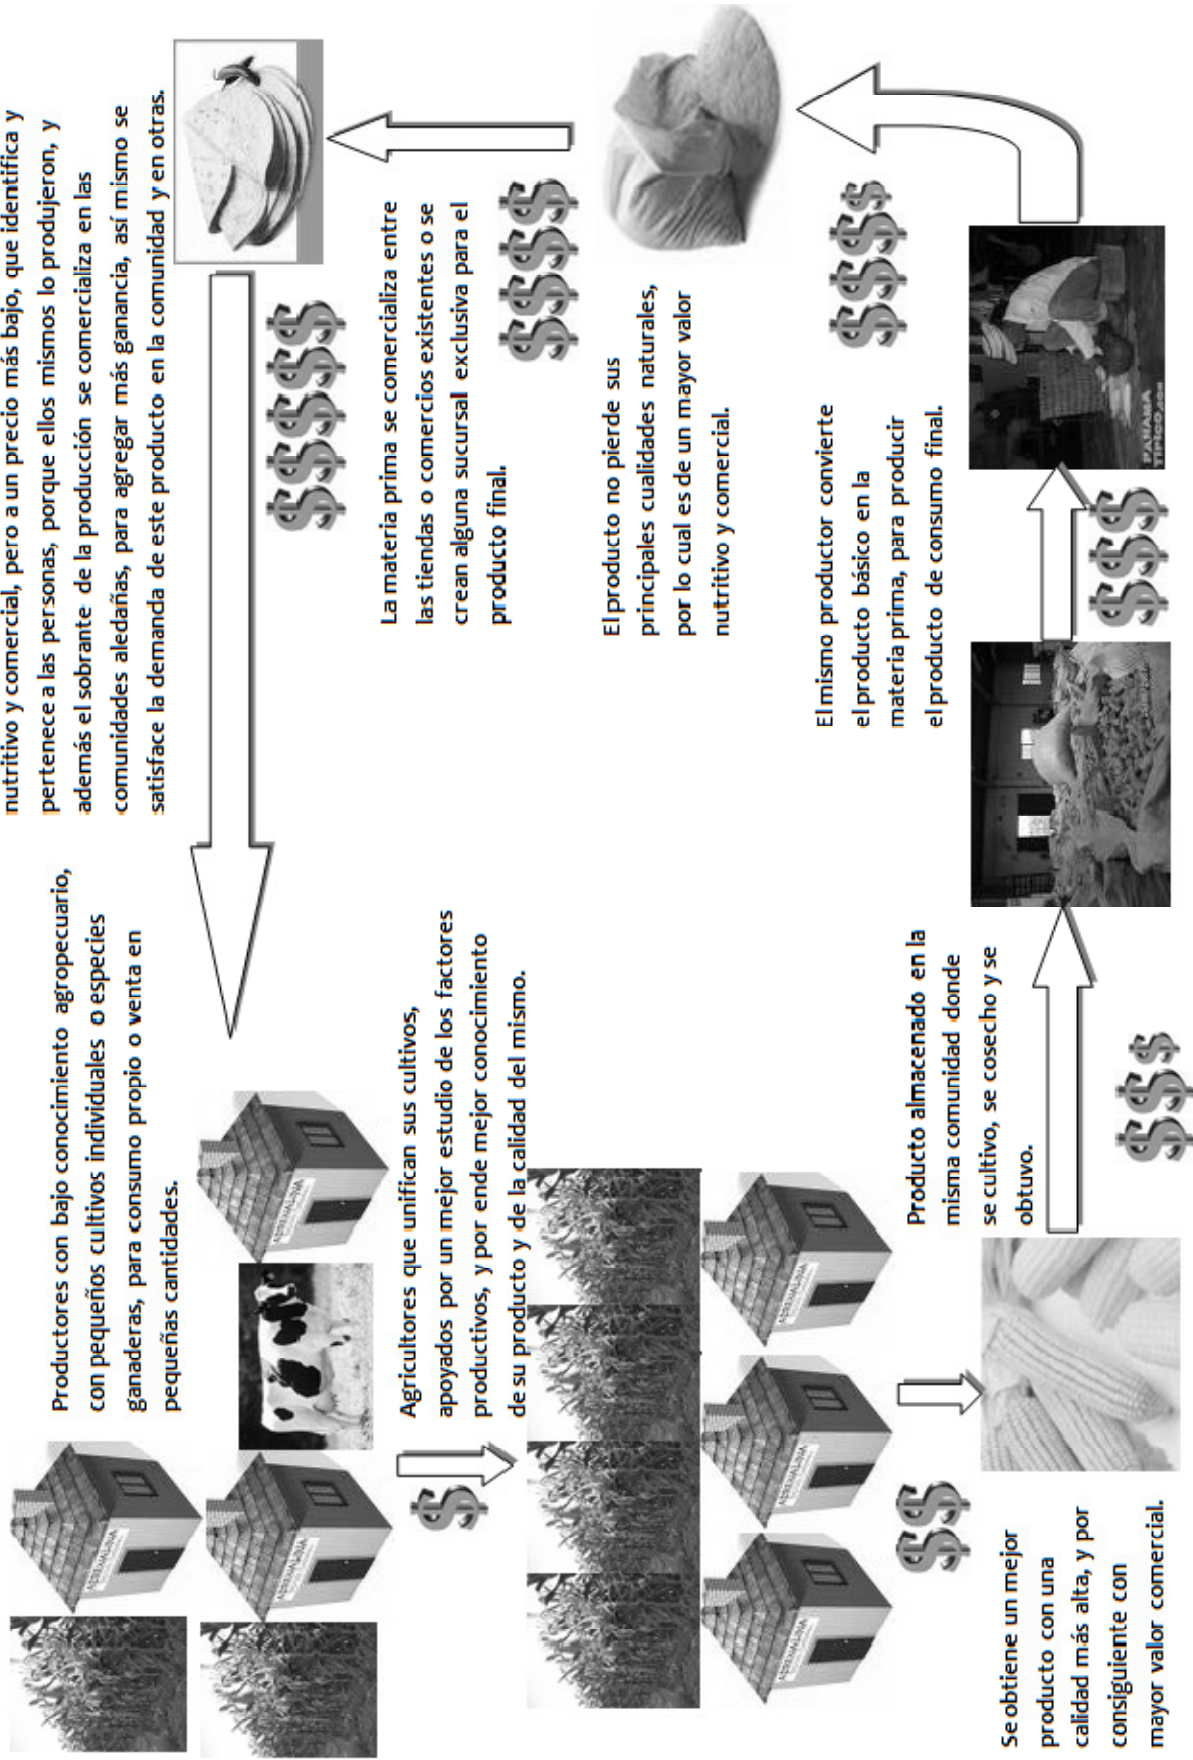 Productores con bajo conocimiento agropecuario,
con pequeños cultivos individuales o especies
ganaderas, para consumo propio o venta en
pequeñas cantidades.
Agricultores que unifican sus cultivos,
apoyados por un mejor estudio de los factores
productivos, y por ende mejor conocimiento
de su producto y de la calidad del mismo.
Se obtiene un mejor
producto con una
calidad más alta, y por
consiguiente con
mayor valor comercial.
Producto almacenado en la
misma comunidad donde
se cultivo, se cosecho y se
obtuvo.
PANAMA
TIPICO.COM
El mismo productor convierte
el producto básico en la
materia prima, para producir
el producto de consumo final.
El producto no pierde sus
principales cualidades naturales,
por lo cual es de un mayor valor
nutritivo y comercial.
La materia prima se comercializa entre
las tiendas o comercios existentes o se
crean alguna sucursal exclusiva para el
producto final.
nutritivo y comercial, pero a un precio más bajo, que identifica y
pertenece a las personas, porque ellos mismos lo produjeron, y
además el sobrante de la producción se comercializa en las
comunidades aledañas, para agregar más ganancia, así mismo se
satisface la demanda de este producto en la comunidad y en otras.